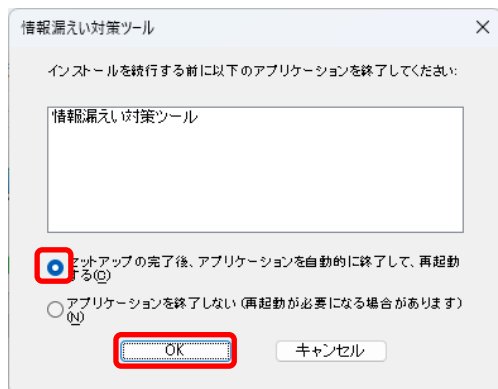 情報漏えい対策ツール
インストールを続行する前に以下のアプリケーションを終了してください:
情報漏えい対策ツール
セットアップの完了後、アプリケーションを自動的に終了して、再起動
する(C)
アプリケーションを終了しない (再起動が必要になる場合があります)
(N)
OK
キャンセル